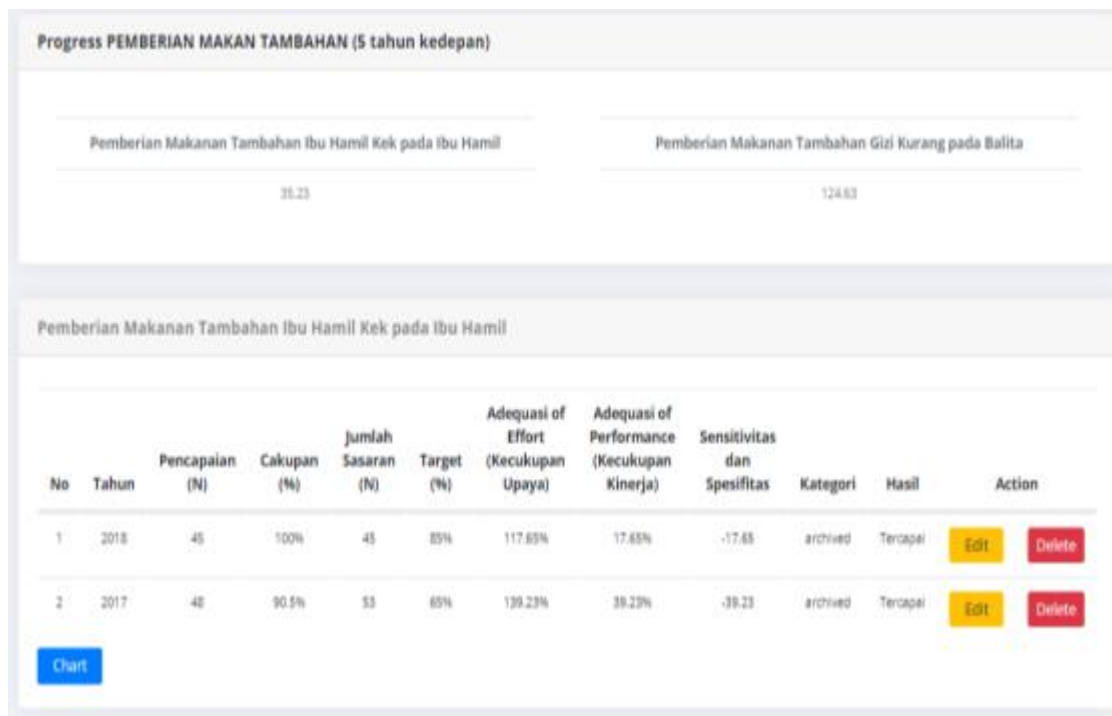 Progress PEMBERIAN MAKAN TAMBAHAN (5 tahun kedepan)
Pemberian Makanan Tambahan Ibu Hamil Kek pada Ibu Hamil
Pemberian Makanan Tambahan Gizi Kurang pada Balita
124.63
Pemberian Makanan Tambahan Ibu Hamil Kek pada Ibu Hamil
No Tahun Pencapaian (N) Cakupan (%) Jumlah Sasaran (N) Target (%) Adequasi of Effort (Kecukupan Upaya) Adequasi of Performance (Kecukupan Kinerja) Sensitivitas dan Spesifitas Kategori Hasil Action
1 2018 45 100% 45 85% 117.65% 17.65% -17.65 archived Tercapai Edit Delete
2 2017 48 90.5% 53 65% 139.23% 39.23% -39.23 archived Tercapai Edit Delete
Chart